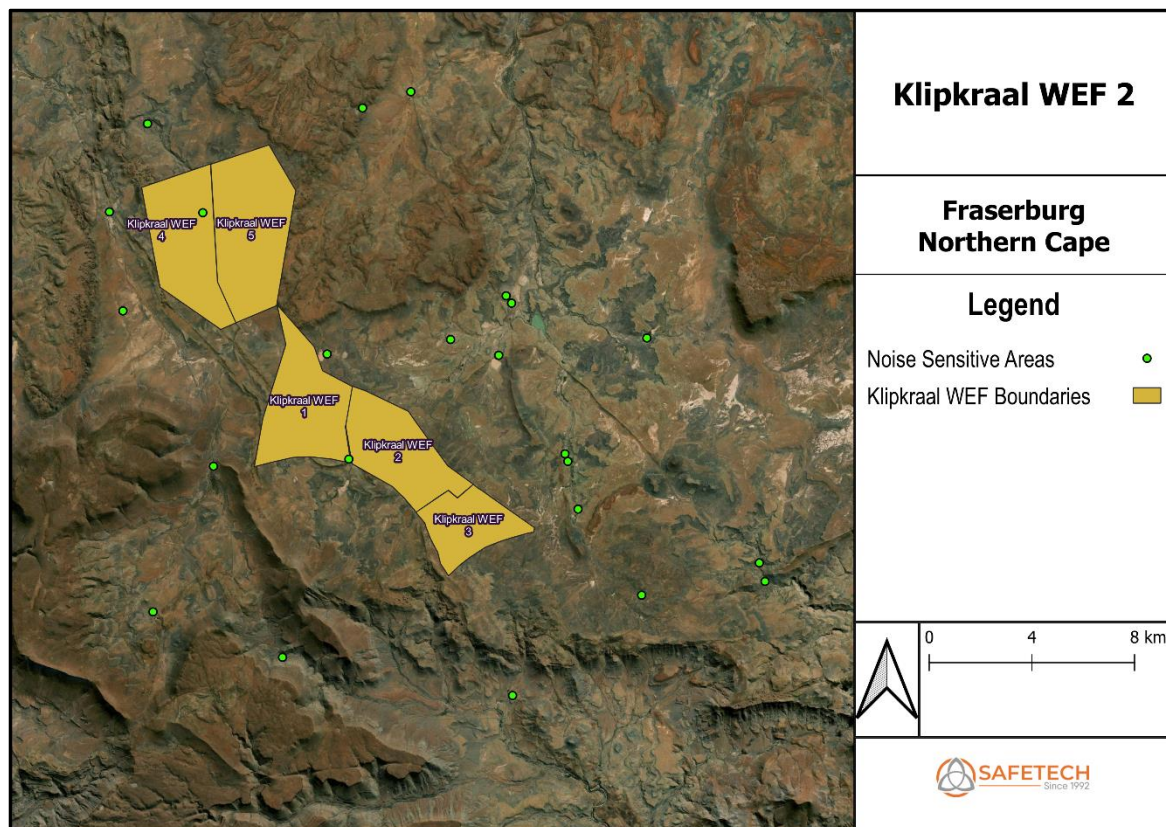 Klipkraal WEF 2
Fraserburg
Northern Cape
Legend
Noise Sensitive Areas
Klipkraal WEF Boundaries
0 4 8 km
SAFETECH
Since 1992
Klipkraal WEF
4
Klipkraal WEF
5
Klipkraal WEF
1
Klipkraal WEF
2
Klipkraal WEF
3